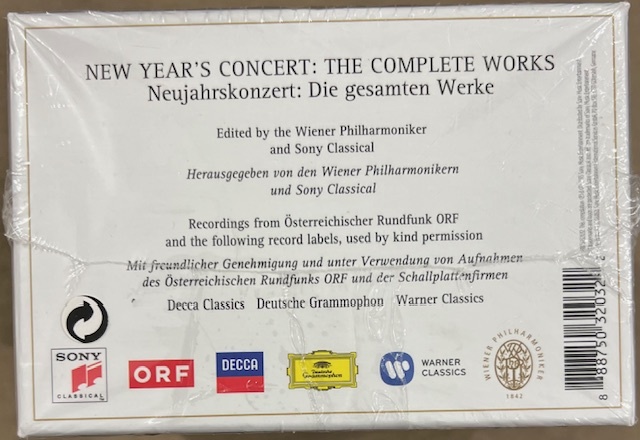 NEW YEAR'S CONCERT: THE COMPLETE WORKS
Neujahrskonzert: Die gesamten Werke
Edited by the Wiener Philharmoniker
and Sony Classical
Herausgegeben von den Wiener Philharmonikern
und Sony Classical
Recordings from Österreichischer Rundfunk ORF
and the following record labels, used by kind permission
Mit freundlicher Genehmigung und unter Verwendung von Aufnahmen
des Österreichischen Rundfunks ORF und der Schallplattenfirmen
Decca Classics Deutsche Grammophon Warner Classics
SONY
CLASSICAL
ORF
DECCA
Deutsche
Grammophon
WARNER
CLASSICS
WIENER PHILHARMONIKER
1842
8 88750 32032